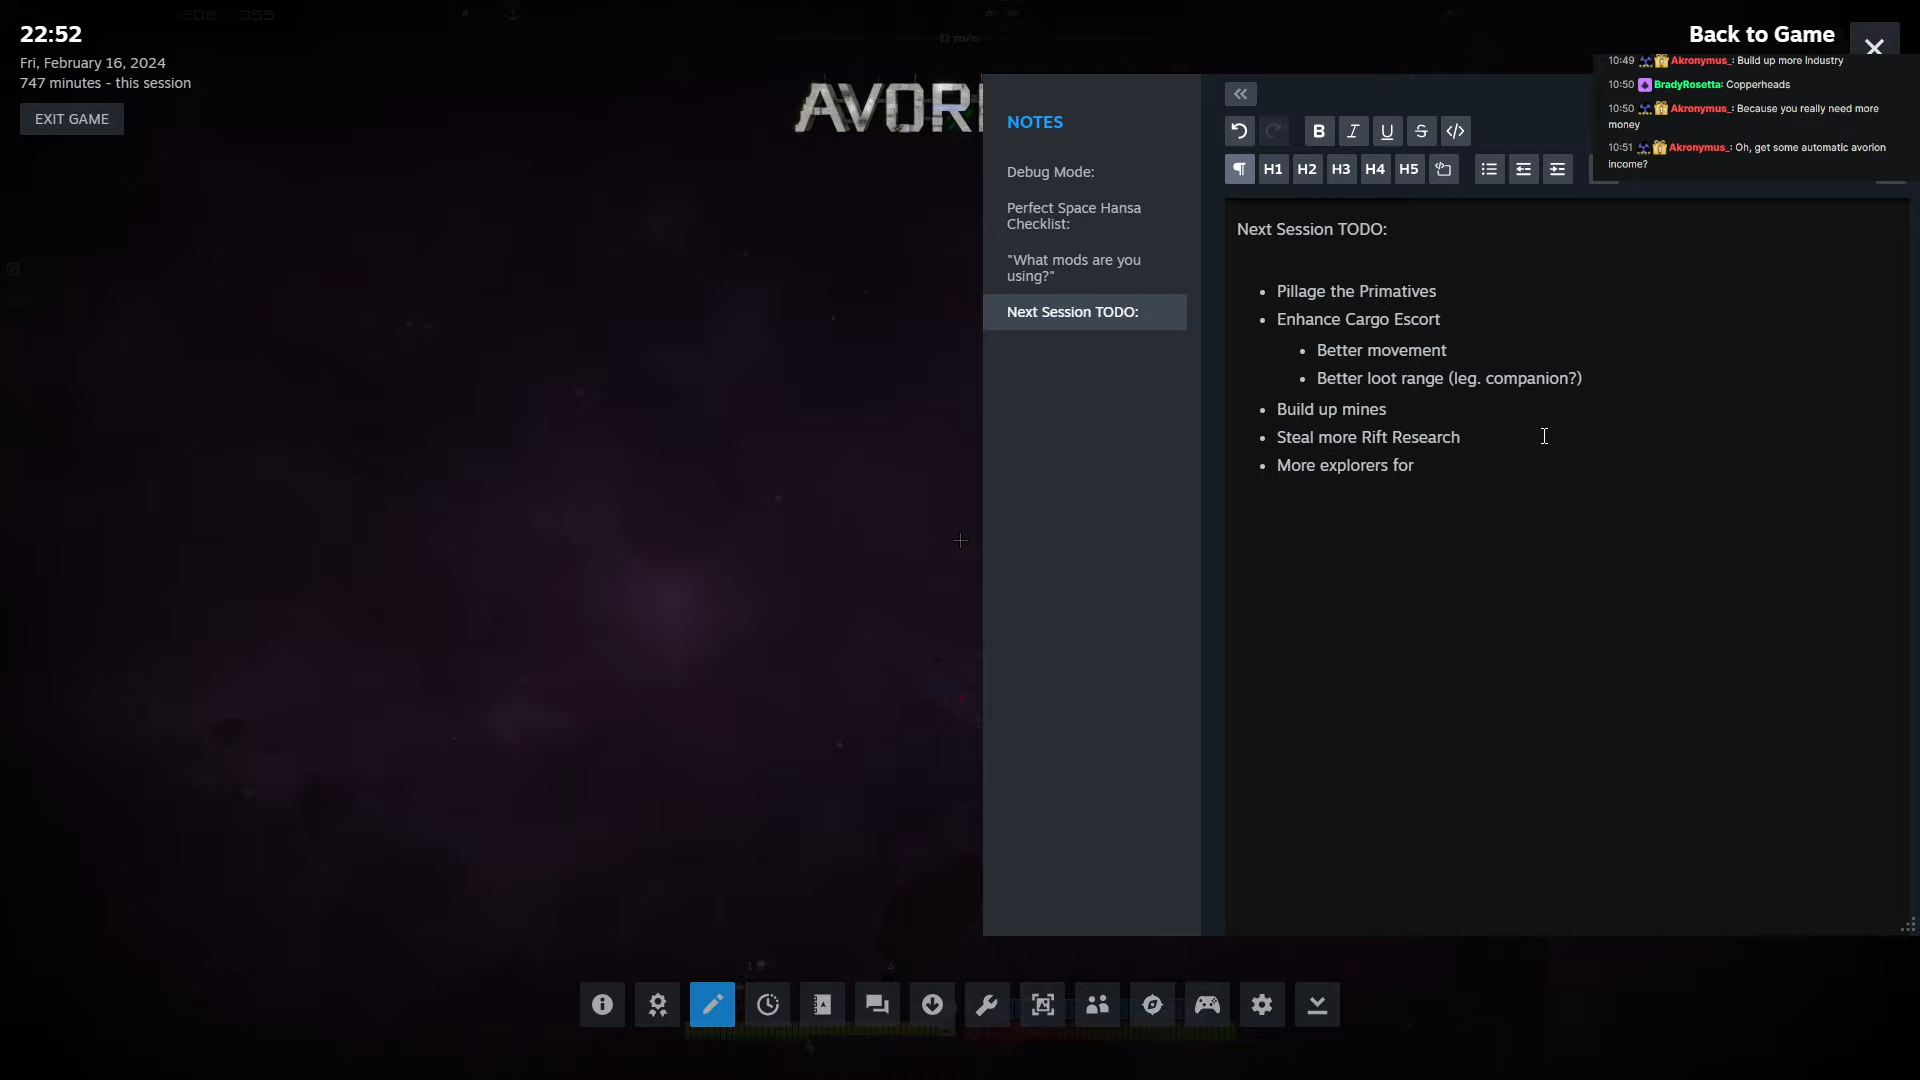 22:52
Fri, February 16, 2024
747 minutes - this session
EXIT GAME
Back to Game
10:49 Akronymus_: Build up more Industry
10:50 BradyRosetta: Copperheads
10:50 Akronymus_: Because you really need more
money
10:51 Akronymus_: Oh, get some automatic avorion
income?
AVOR
NOTES
Debug Mode:
Perfect Space Hansa
Checklist:
"What mods are you
using?"
Next Session TODO:
B I U S </>
¶ H1 H2 H3 H4 H5
Next Session TODO:
• Pillage the Primatives
• Enhance Cargo Escort
• Better movement
• Better loot range (leg. companion?)
• Build up mines
• Steal more Rift Research
• More explorers for